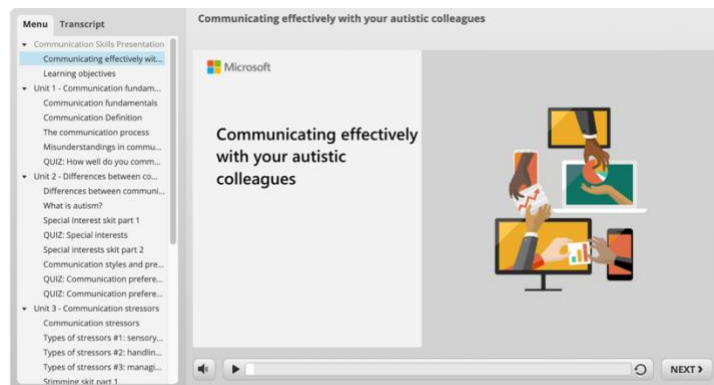 Menu Transcript
Communicating effectively with your autistic colleagues
Communication Skills Presentation
Communicating effectively wit...
Learning objectives
Unit 1 - Communication fundam...
Communication fundamentals
Communication Definition
The communication process
Misunderstandings in commu...
QUIZ: How well do you comm...
Unit 2 - Differences between co...
Differences between communi...
What is autism?
Special Interest skit part 1
QUIZ: Special interests
Special interests skit part 2
Communication styles and pre...
QUIZ: Communication prefere...
QUIZ: Communication prefere...
Unit 3 - Communication stressors
Communication stressors
Types of stressors #1: sensory...
Types of stressors #2: handlin...
Types of stressors #3: managi...
Stimming skit part 1
Microsoft
Communicating effectively
with your autistic
colleagues
NEXT >